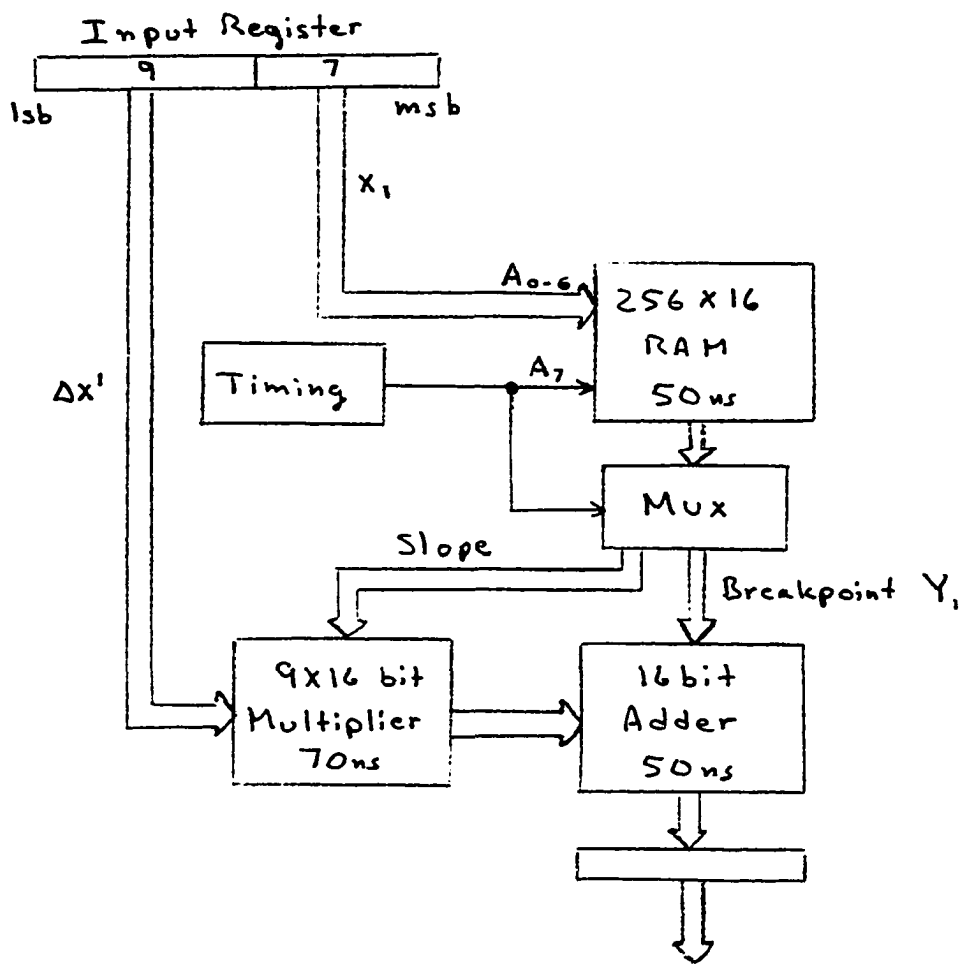 Input Register
9 7
lsb msb
X₁
A₀₋₆
256 X 16
RAM
50ns
Timing
A₇
ΔX'
Mux
Slope
Breakpoint Y₁
9X16 bit
Multiplier
70ns
16 bit
Adder
50ns